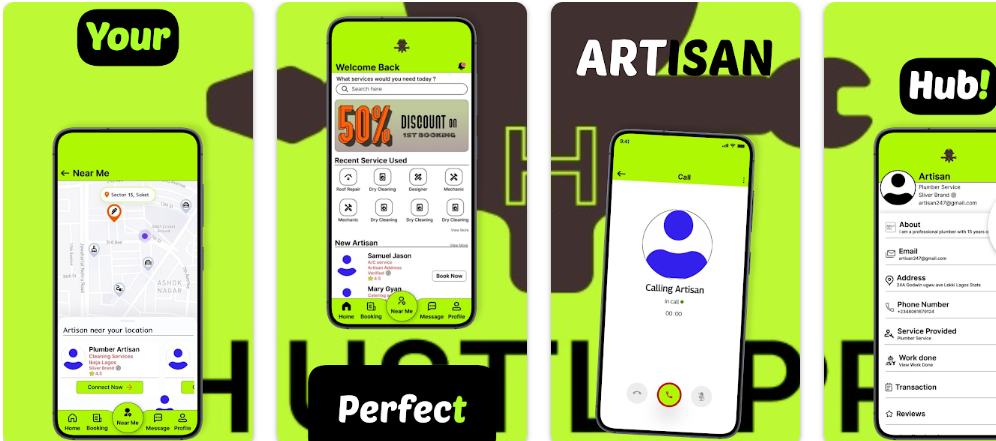 Your
Near Me
Sector 15, Saket
ASHOK
NAGAR
Artisan near your location
Plumber Artisan
Cleaning Services
Naja Lagos
Sliver Brand
4.5
Connect Now →
Home Booking Near Me Message Profile
Welcome Back
What services would you need today ?
Search here
50% DISCOUNT on
1ST BOOKING
Recent Service Used
Roof Repair Dry Cleaning Designer Mechanic
Mechanic Dry Cleaning Dry Cleaning Dry Cleaning
View More
New Artisan
View More
Samuel Jason
A/C service
Artisan Address
Verified
4.5
Book Now
Mary Gyan
Home Booking Near Me Message Profile
Perfect
ARTISAN
9:41
Call
Calling Artisan
In call
00:00
Hub!
Artisan
Plumber Service
Sliver Brand
artisan247@gmail.com
About
I am a professional plumber with 15 years
Email
artisan247@gmail.com
Address
Phone Number
Service Provided
Plumber Service
Work done
View Work Done
Transaction
Reviews
H
HUSTL PP